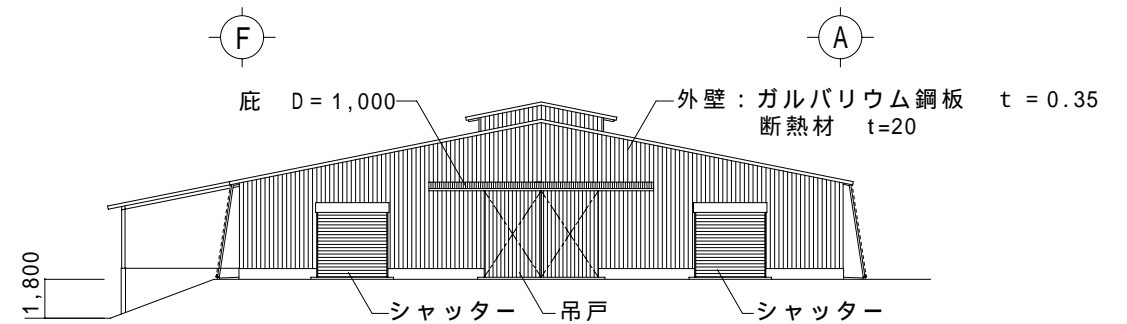 F
A
庇 D=1,000
外壁：ガルバリウム鋼板 t=0.35
断熱材 t=20
1,800
シャッター
吊戸
シャッター